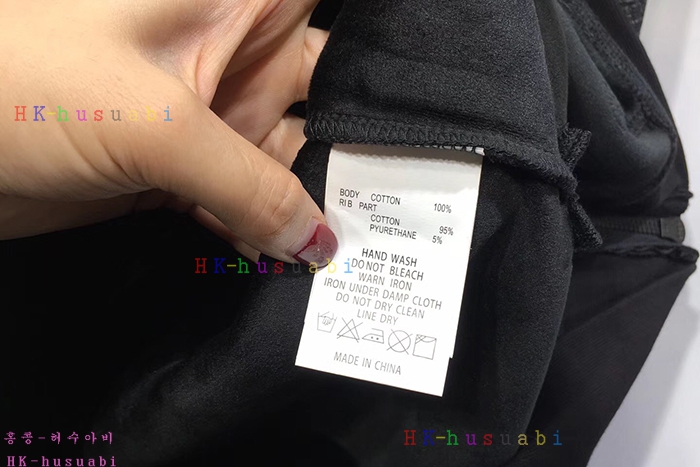 HK-husuabi
BODY COTTON 100%
RIB PART
COTTON 95%
PYURETHANE 5%
HK-husuabi
HAND WASH
DO NOT BLEACH
WARN IRON
IRON UNDER DAMP CLOTH
DO NOT DRY CLEAN
LINE DRY
MADE IN CHINA
홍콩-허수아비
HK-husuabi
HK-husuabi